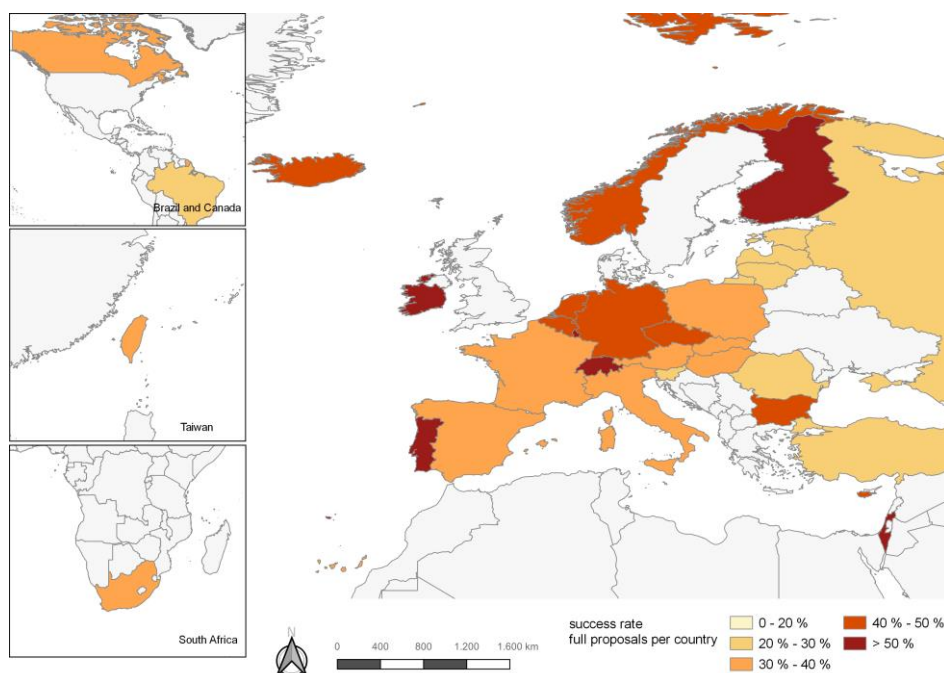 Brazil and Canada
Taiwan
South Africa
N
0 400 800 1.200 1.600 km
success rate
full proposals per country
0 - 20 %
20 % - 30 %
30 % - 40 %
40 % - 50 %
> 50 %